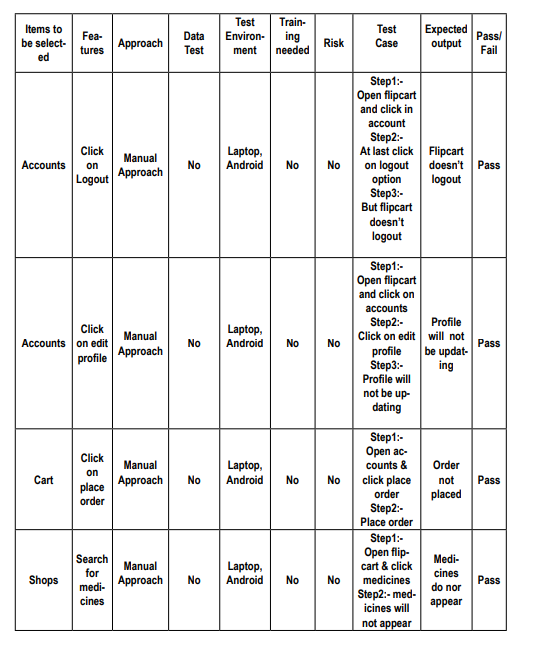 Items to
be select-
ed
Fea-
tures
Approach
Data
Test
Test
Environ-
ment
Train-
ing
needed
Risk
Test
Case
Expected
output
Pass/
Fail
Accounts
Click
on
Logout
Manual
Approach
No
Laptop,
Android
No
No
Step1:-
Open flipcart
and click in
account
Step2:-
At last click
on logout
option
Step3:-
But flipcart
doesn't
logout
Flipcart
doesn't
logout
Pass
Accounts
Click
on edit
profile
Manual
Approach
No
Laptop,
Android
No
No
Step1:-
Open flipcart
and click on
accounts
Step2:-
Click on edit
profile
Step3:-
Profile will
not be up-
dating
Profile
will not
be updat-
ing
Pass
Cart
Click
on
place
order
Manual
Approach
No
Laptop,
Android
No
No
Step1:-
Open ac-
counts &
click place
order
Step2:-
Place order
Order
not
placed
Pass
Shops
Search
for
medi-
cines
Manual
Approach
No
Laptop,
Android
No
No
Step1:-
Open flip-
cart & click
medicines
Step2:- med-
icines will
not appear
Medi-
cines
do nor
appear
Pass